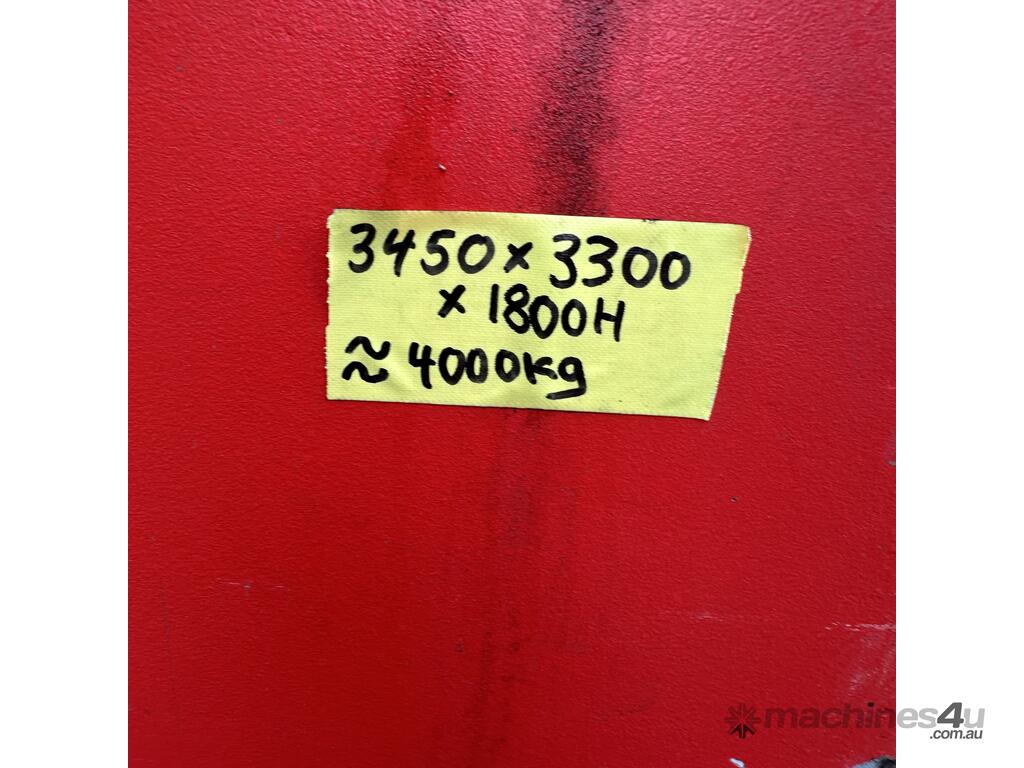 3450 x 3300
x 1800H
≈ 4000kg
machines4u
.com.au